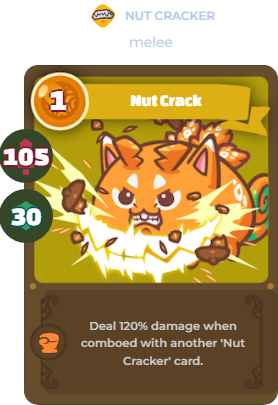 NUT CRACKER
melee
1
Nut Crack
105
30
Deal 120% damage when
comboed with another 'Nut
Cracker' card.